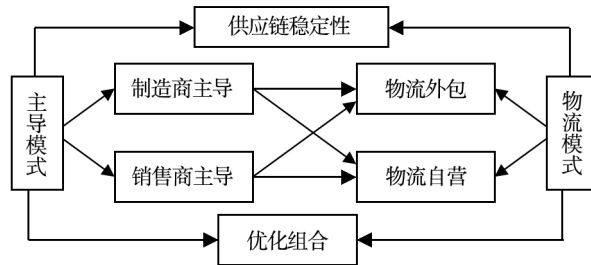 供应链稳定性
主导模式
制造商主导
物流外包
物流模式
销售商主导
物流自营
优化组合